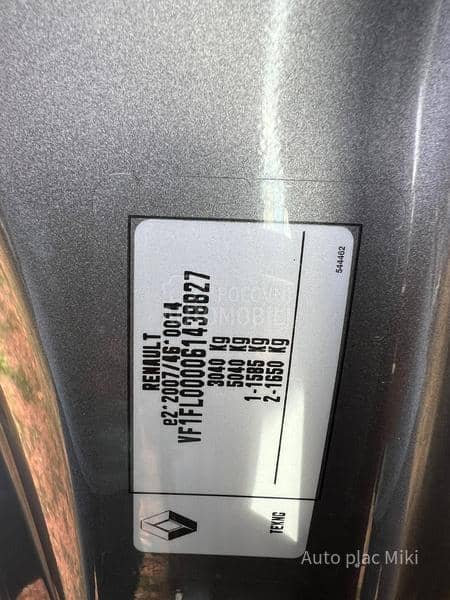 RENAULT
e2*2007/46*0014
VF1FL000061438827
3040 Kg
5040 Kg
1-1585 Kg
2-1650 Kg
544462
TEKNG
Auto plac Miki